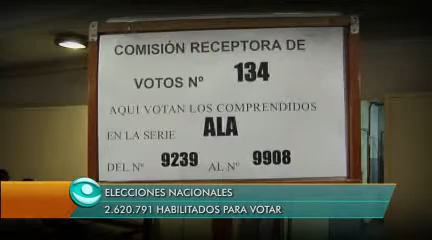 COMISIÓN RECEPTORA DE
VOTOS Nº 134
AQUI VOTAN LOS COMPRENDIDOS
EN LA SERIE ALA
DEL Nº 9239 AL Nº 9908
ELECCIONES NACIONALES
2.620.791 HABILITADOS PARA VOTAR